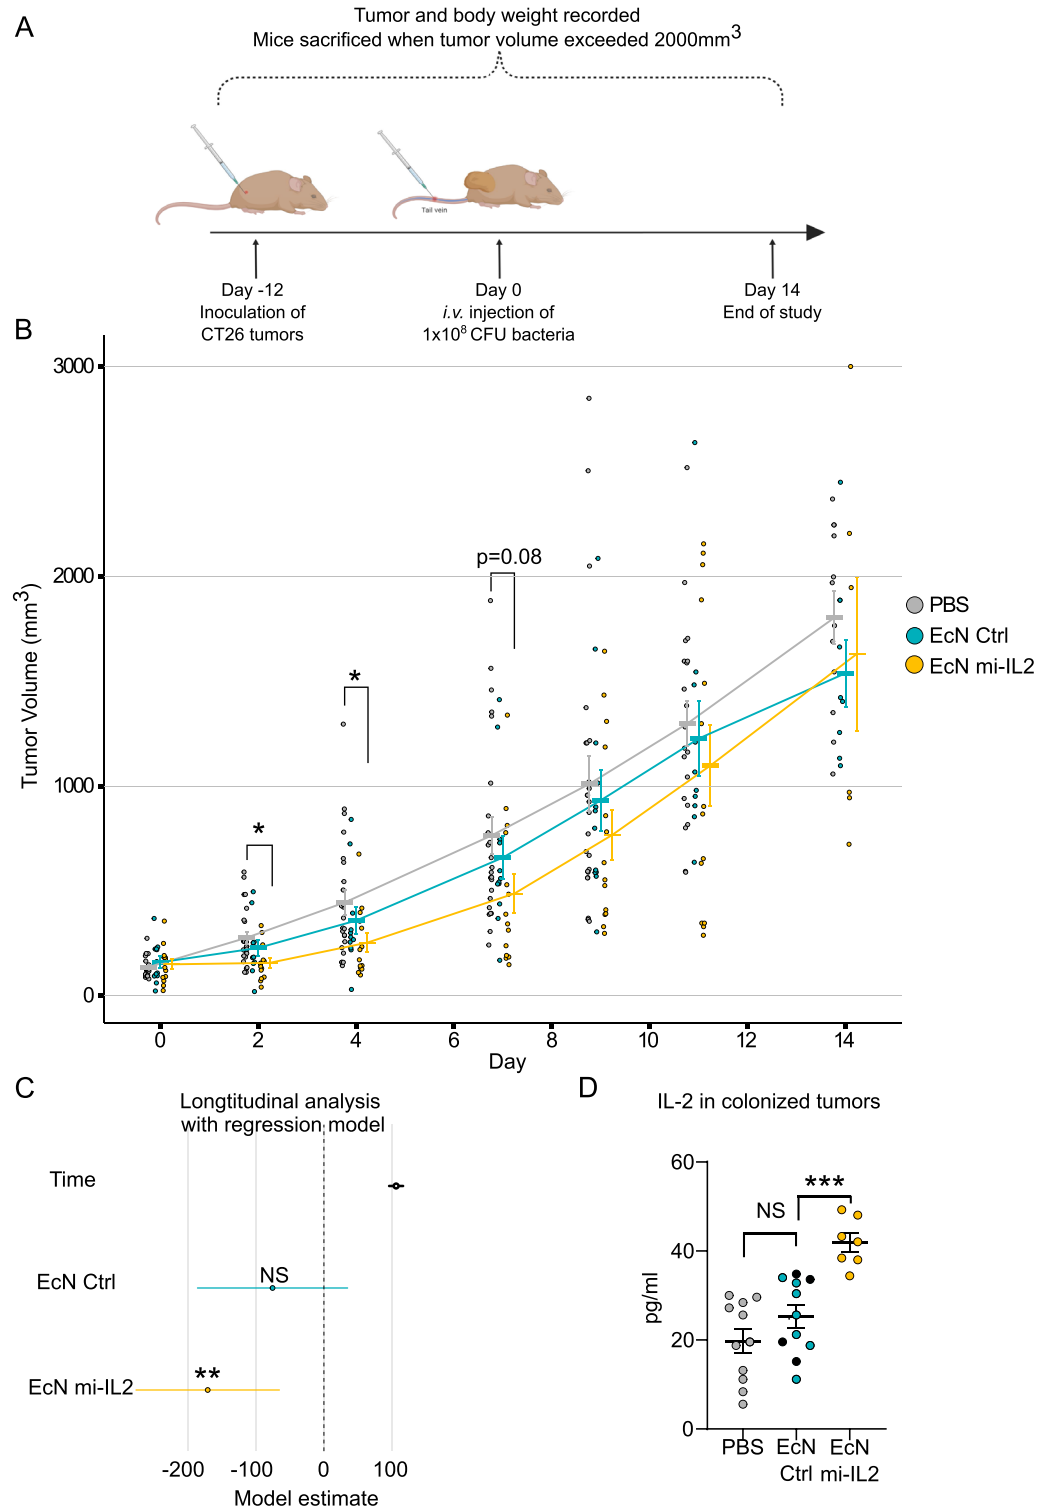 A
Tumor and body weight recorded
Mice sacrificed when tumor volume exceeded 2000mm³
Tail vein
Day -12
Inoculation of
CT26 tumors
Day 0
i.v. injection of
1x10⁸ CFU bacteria
Day 14
End of study
B
3000
2000
1000
0
Tumor Volume (mm³)
*
*
p=0.08
PBS
EcN Ctrl
EcN mi-IL2
0
2
4
6
8
10
12
14
Day
C
Longtitudinal analysis
with regression model
Time
EcN Ctrl
NS
EcN mi-IL2
**
-200
-100
0
100
Model estimate
D
IL-2 in colonized tumors
60
40
20
0
pg/ml
NS
***
PBS
EcN
Ctrl
EcN
mi-IL2